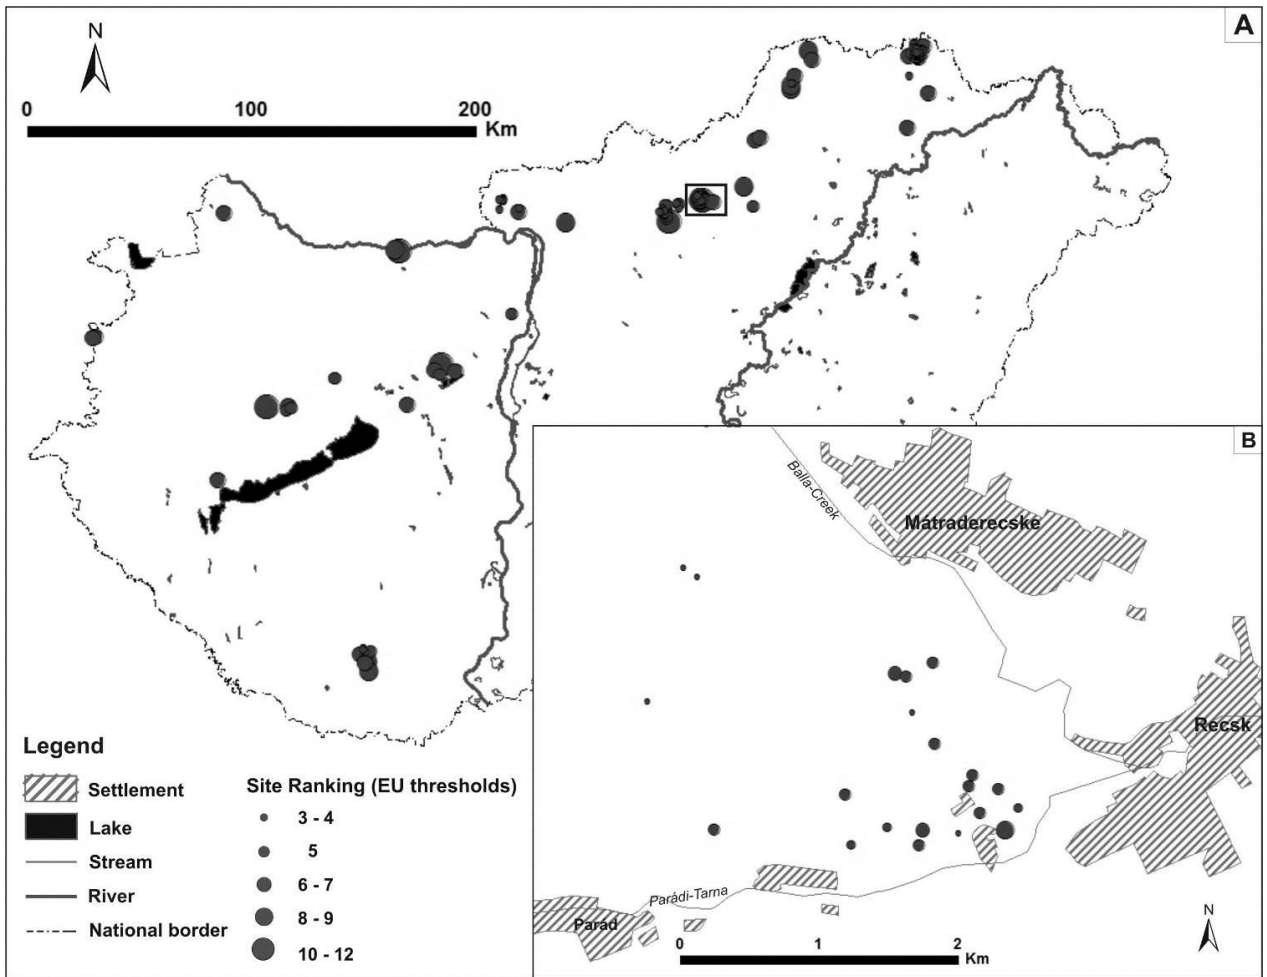 A
N
0 100 200
Km
B
Balla-Creek
Mátraderecske
Recsk
Parádi-Tarna
Parád
N
0 1 2
Km
Legend
Settlement
Lake
Stream
River
National border
Site Ranking (EU thresholds)
3 - 4
5
6 - 7
8 - 9
10 - 12